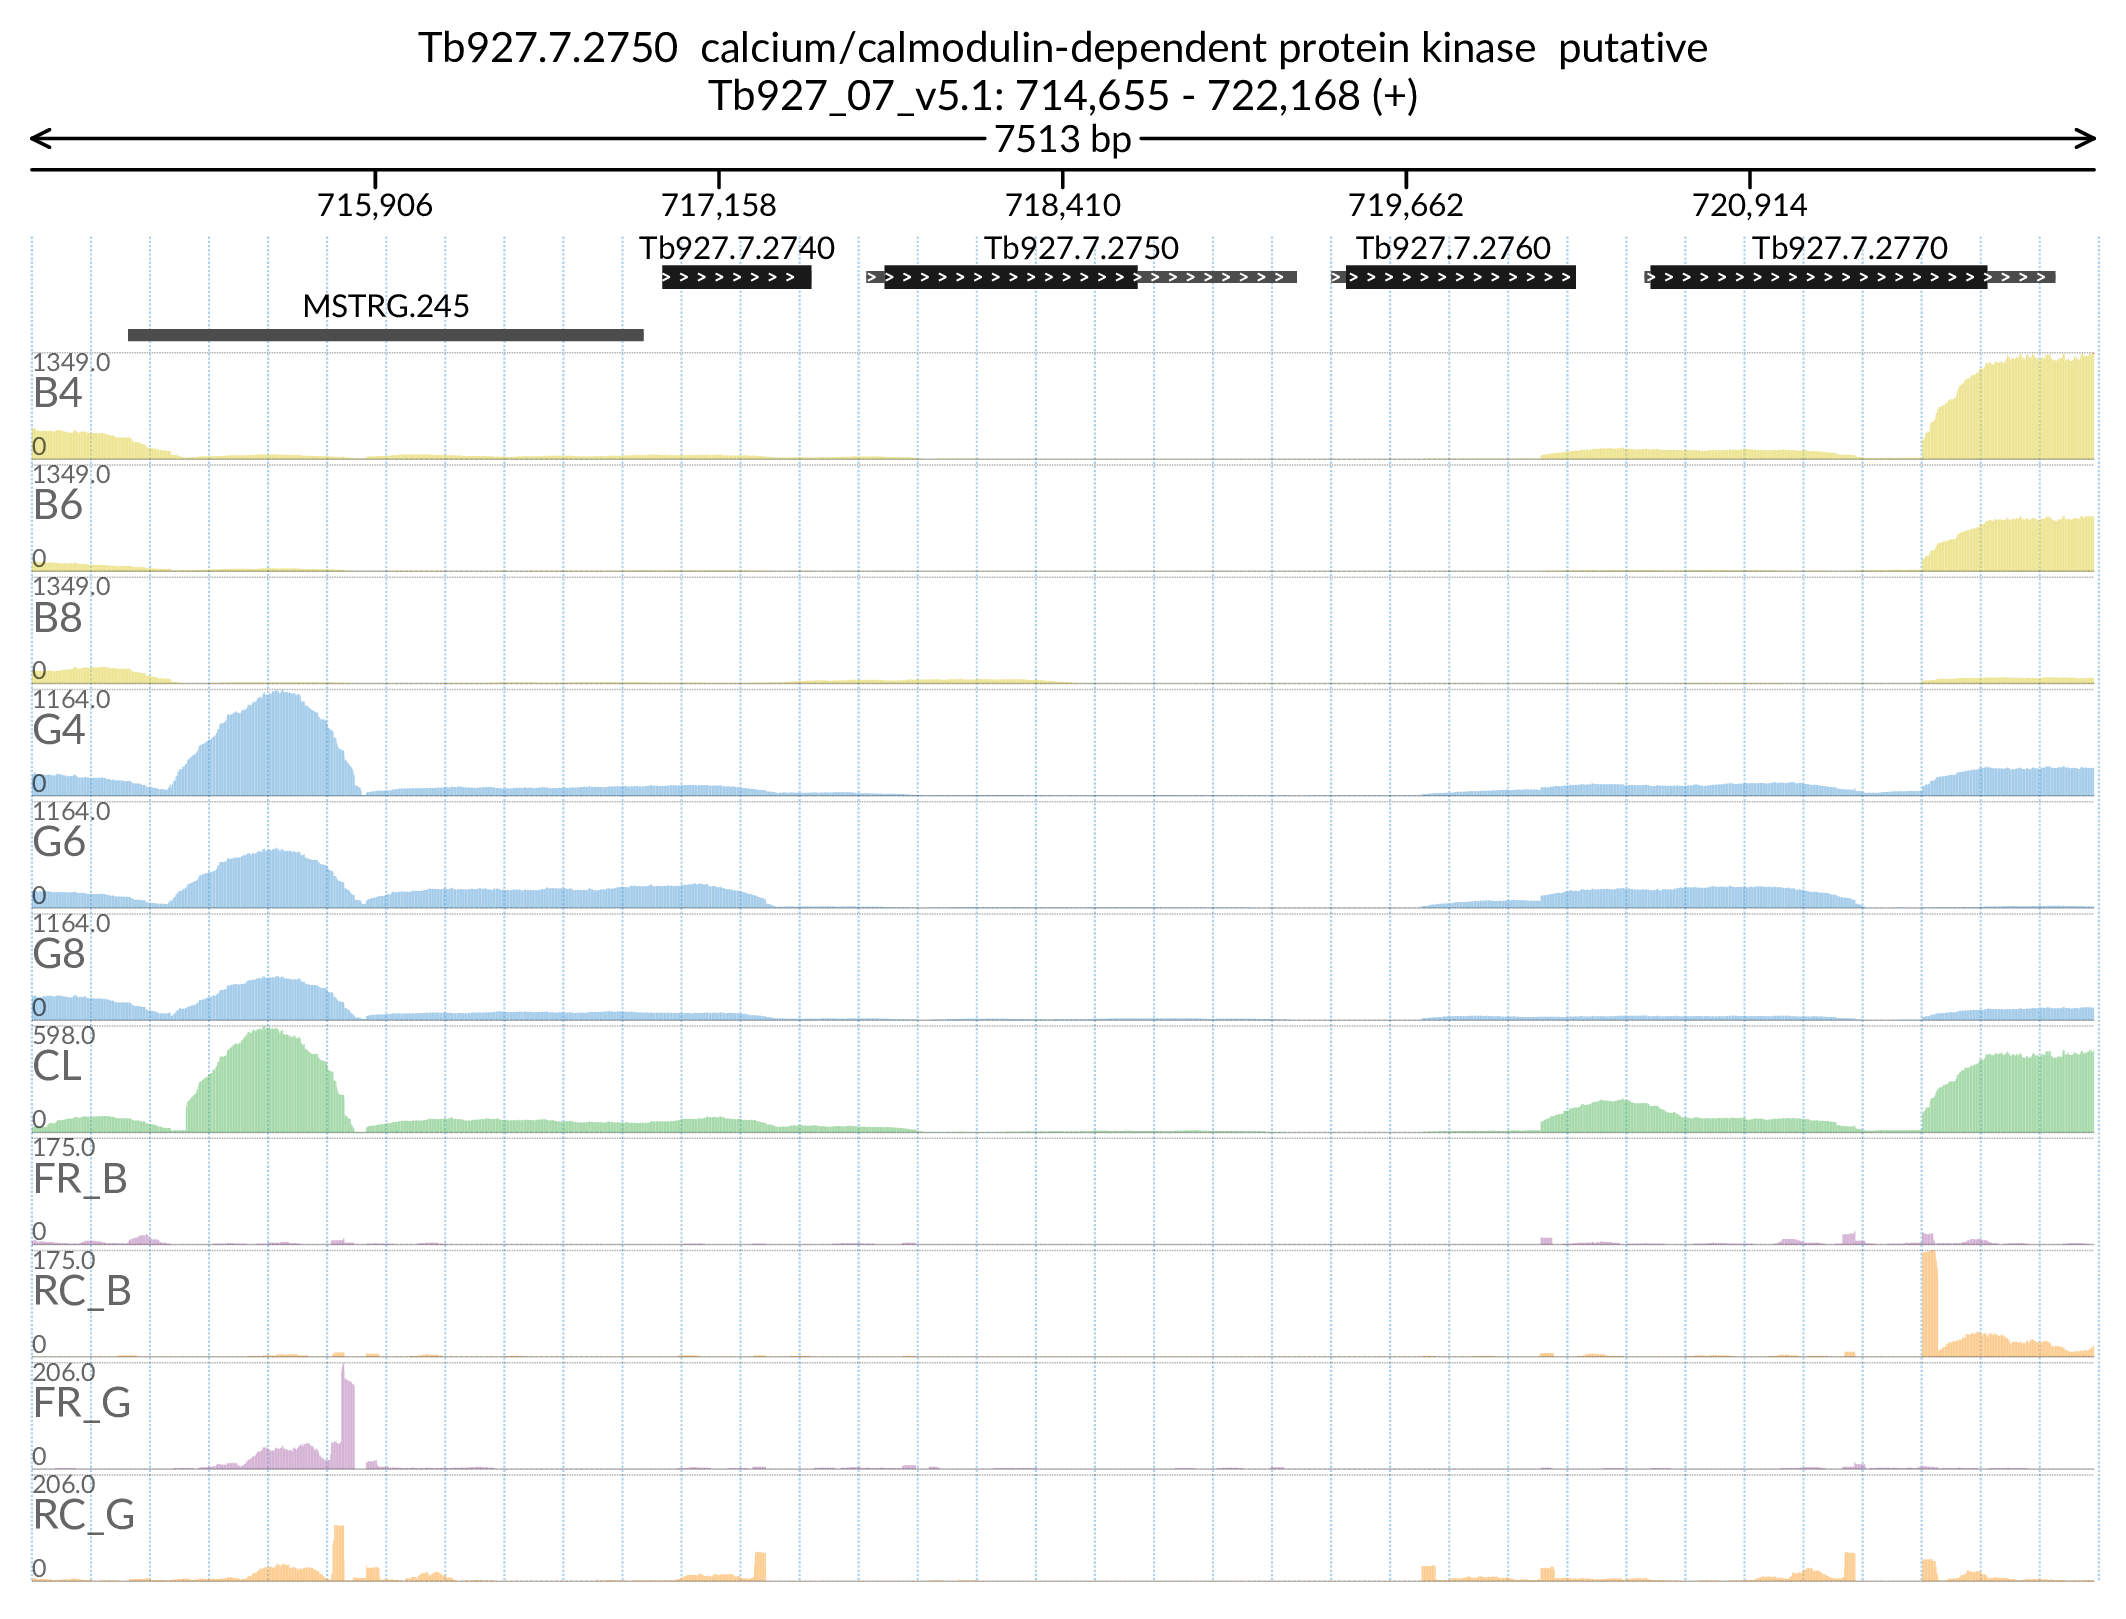 Tb927.7.2750  calcium/calmodulin-dependent protein kinase  putative
Tb927_07_v5.1: 714,655 - 722,168 (+)
7513 bp
715,906 717,158 718,410 719,662 720,914
Tb927.7.2740 Tb927.7.2750 Tb927.7.2760 Tb927.7.2770
MSTRG.245
1349.0
B4
0
1349.0
B6
0
1349.0
B8
0
1164.0
G4
0
1164.0
G6
0
1164.0
G8
0
598.0
CL
0
175.0
FR_B
0
175.0
RC_B
0
206.0
FR_G
0
206.0
RC_G
0